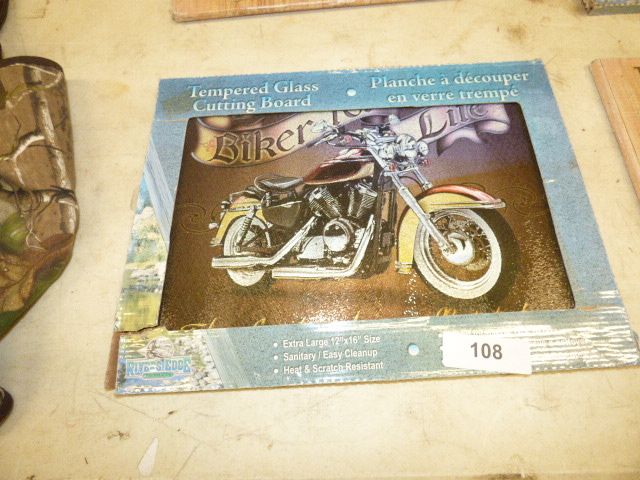 Tempered Glass
Cutting Board
Planche a découper
en verre trempé
Biker for Life
• Extra Large 12"x16" Size
• Sanitary / Easy Cleanup
• Heat & Scratch Resistant
108